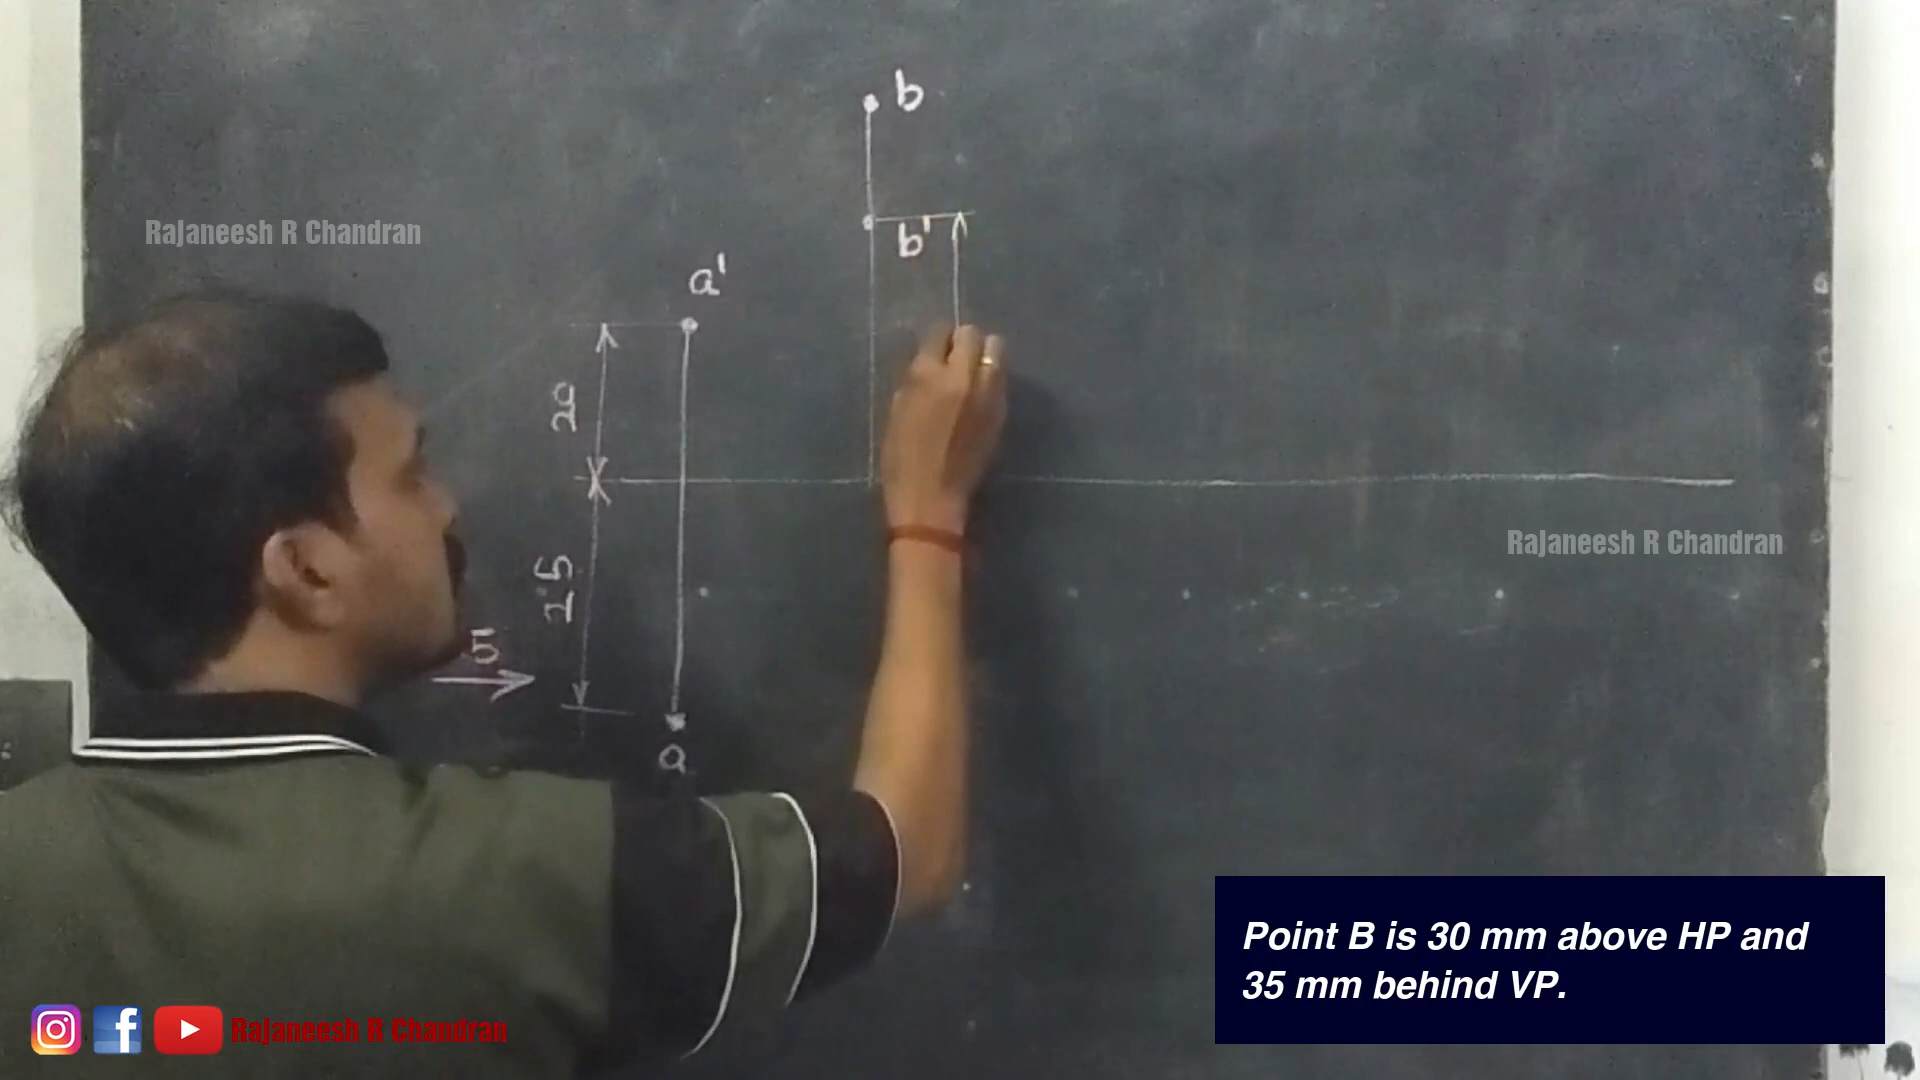 b
Rajaneesh R Chandran
b'
a'
20
Rajaneesh R Chandran
25
5
a
Point B is 30 mm above HP and
35 mm behind VP.
Rajaneesh R Chandran